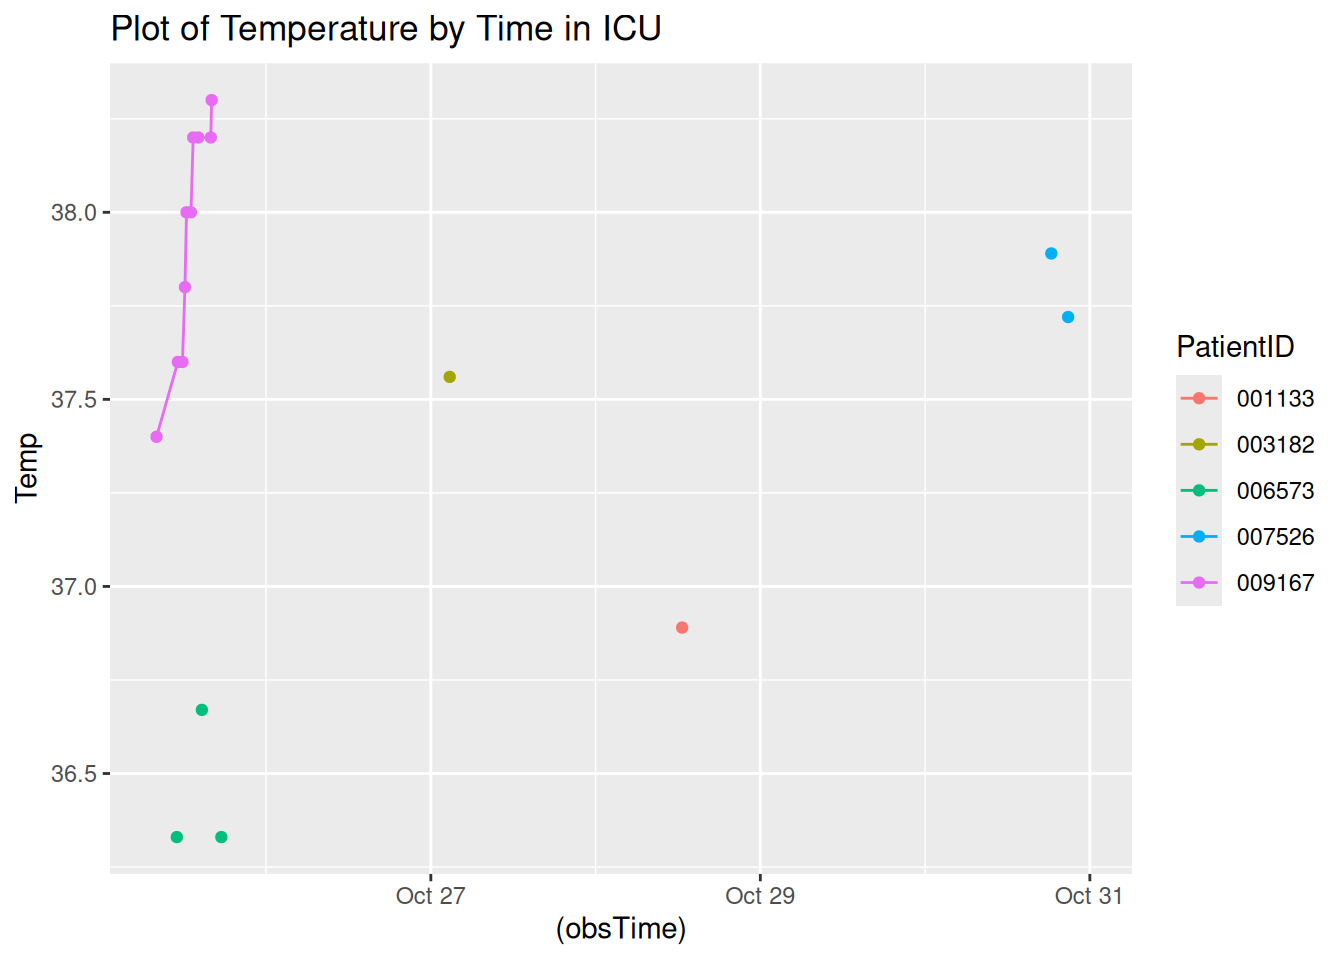 Plot of Temperature by Time in ICU
38.0
37.5
37.0
36.5
Temp
Oct 27
Oct 29
Oct 31
(obsTime)
PatientID
001133
003182
006573
007526
009167